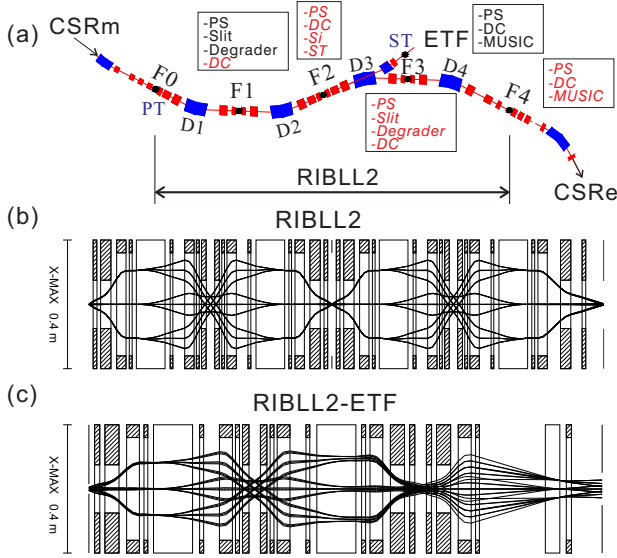 (a)
CSRm
F0
PT
D1
-PS
-Slit
-Degrader
-DC
F1
D2
-PS
-DC
-Si
-ST
F2
D3
ST
ETF
F3
-PS
-DC
-MUSIC
D4
-PS
-Slit
-Degrader
-DC
F4
-PS
-DC
-MUSIC
CSRe
RIBLL2
(b)
RIBLL2
X-MAX 0.4 m
(c)
RIBLL2-ETF
X-MAX 0.4 m